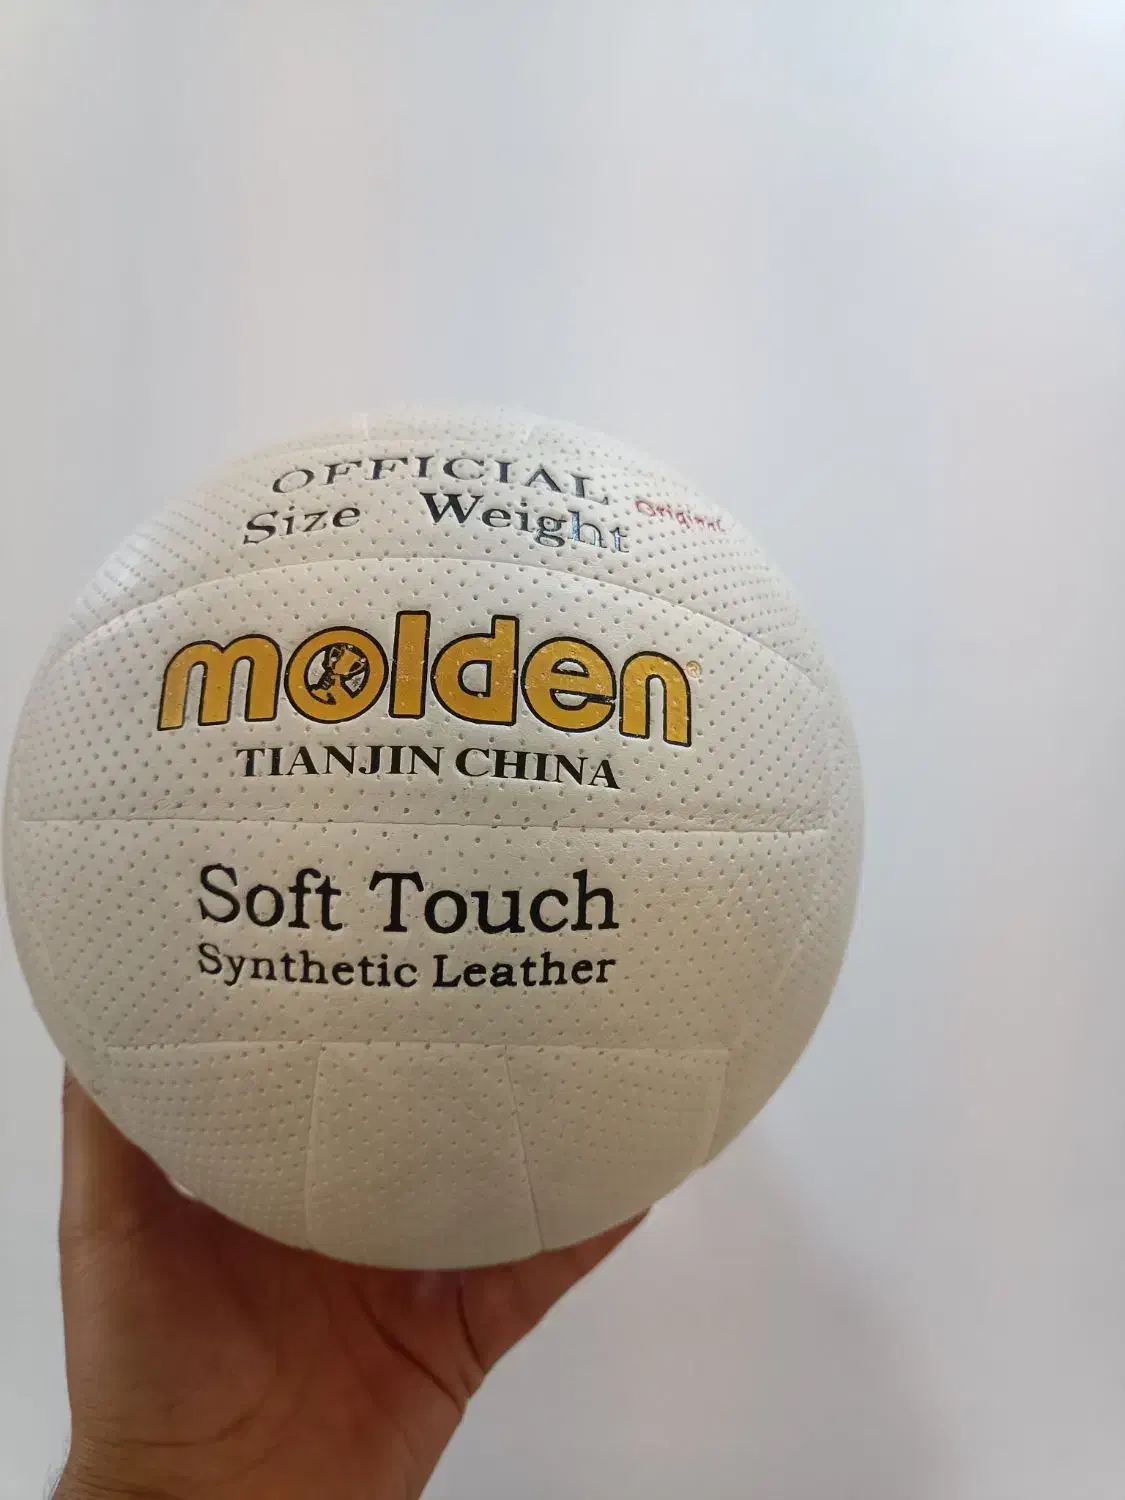 OFFICIAL
Size Weight
molden®
TIANJIN CHINA
Soft Touch
Synthetic Leather